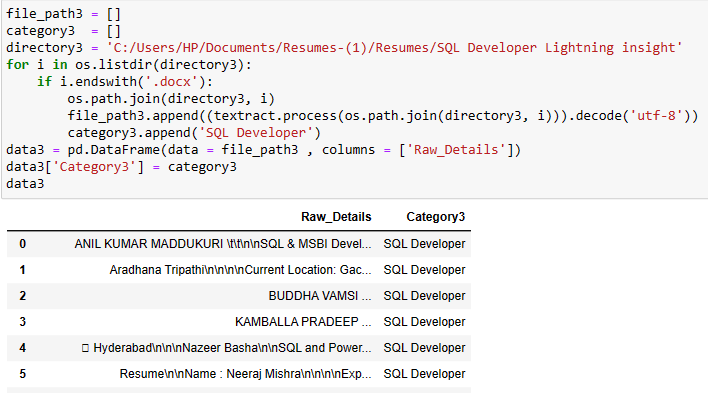 file_path3 = []
category3  = []
directory3 = 'C:/Users/HP/Documents/Resumes-(1)/Resumes/SQL Developer Lightning insight'
for i in os.listdir(directory3):
    if i.endswith('.docx'):
        os.path.join(directory3, i)
        file_path3.append((textract.process(os.path.join(directory3, i))).decode('utf-8'))
        category3.append('SQL Developer')
data3 = pd.DataFrame(data = file_path3 , columns = ['Raw_Details'])
data3['Category3'] = category3
data3
Raw_Details Category3
0 ANIL KUMAR MADDUKURI \t\t\n\nSQL & MSBI Devel... SQL Developer
1 Aradhana Tripathi\n\n\n\nCurrent Location: Gac... SQL Developer
2 BUDDHA VAMSI ... SQL Developer
3 KAMBALLA PRADEEP ... SQL Developer
4 Hyderabad\n\n\nNazeer Basha\n\nSQL and Power... SQL Developer
5 Resume\n\nName : Neeraj Mishra\n\n\n\n\nExp... SQL Developer